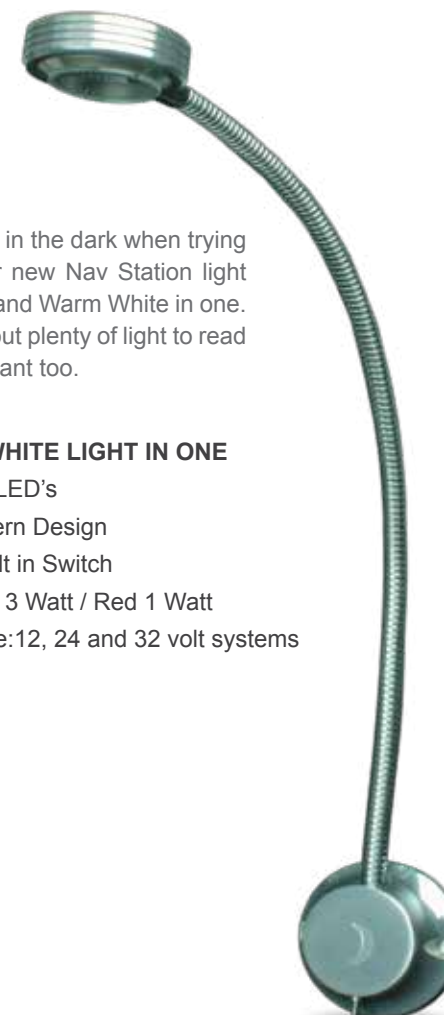 in the dark when trying
new Nav Station light
and Warm White in one.
out plenty of light to read
ant too.
WHITE LIGHT IN ONE
LED’s
ern Design
lt in Switch
3 Watt / Red 1 Watt
e:12, 24 and 32 volt systems